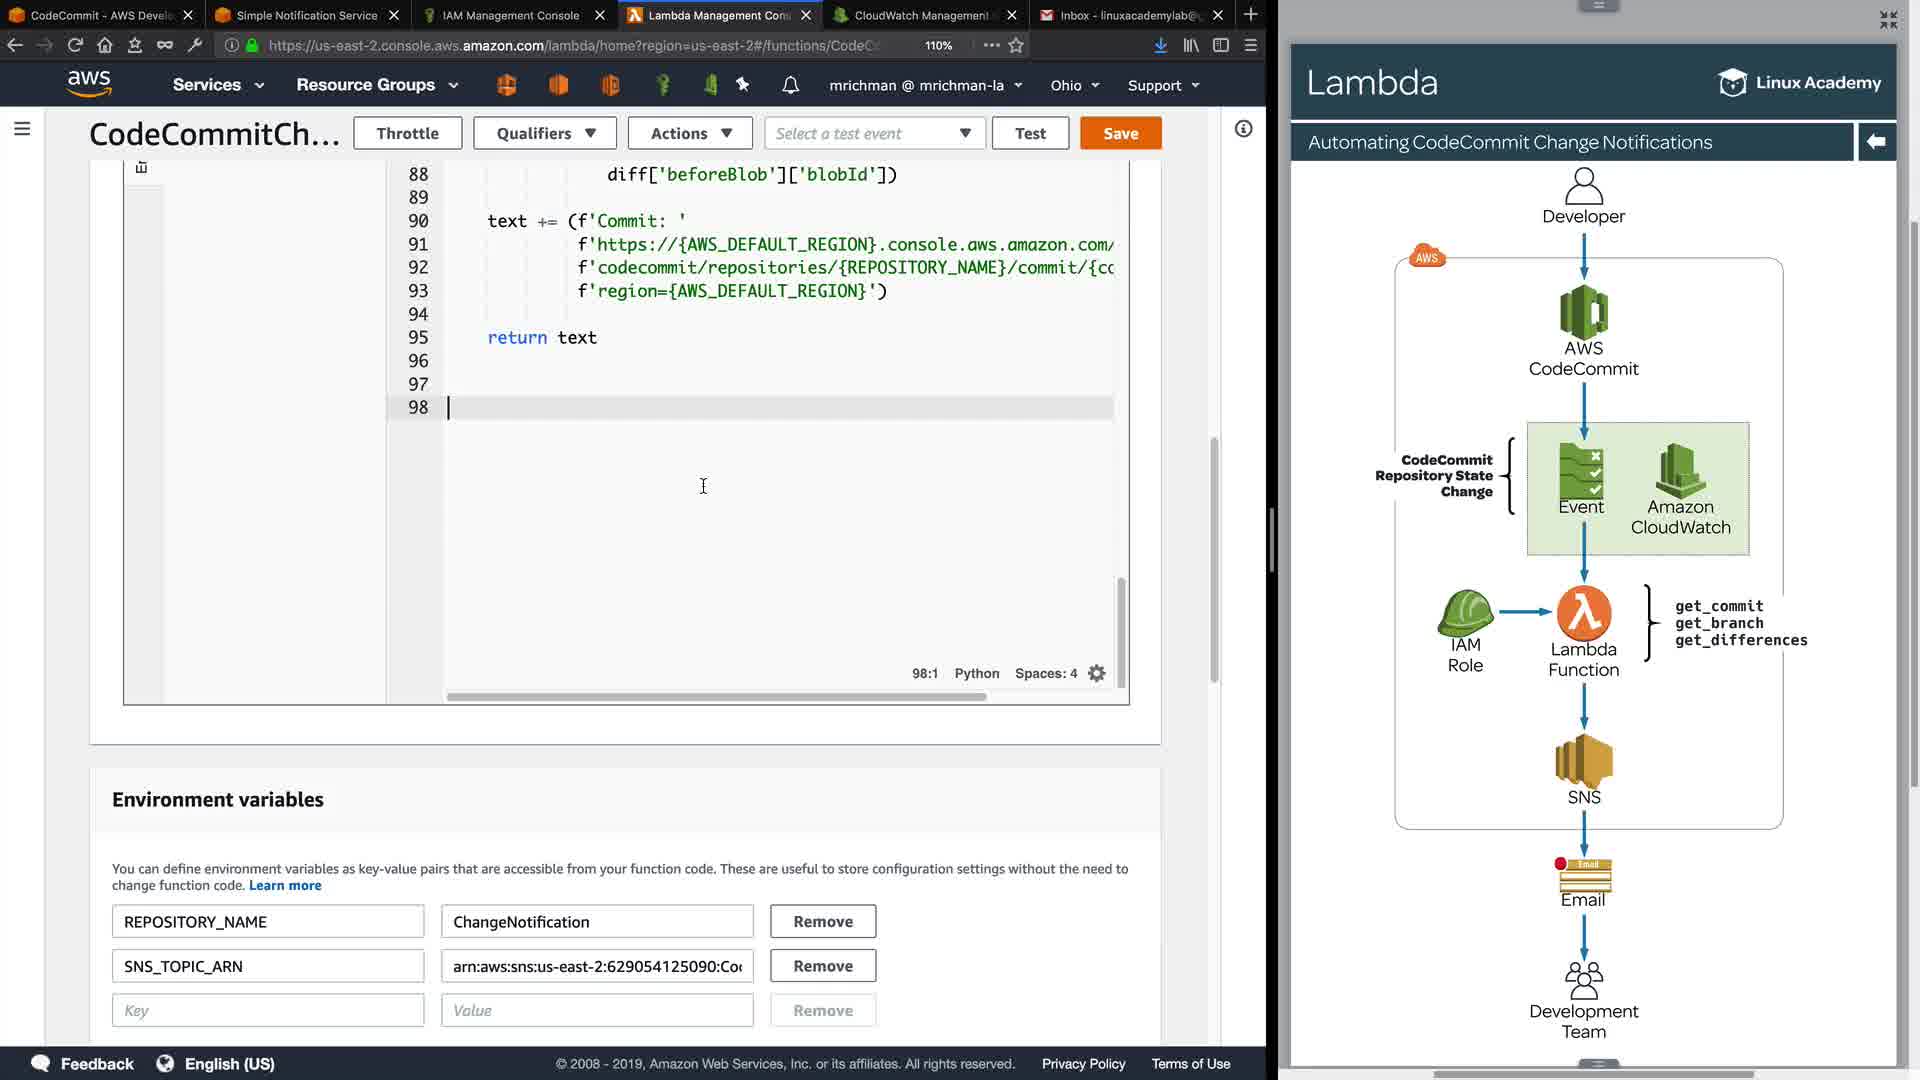 CodeCommit - AWS Develo
Simple Notification Service
IAM Management Console
Lambda Management Cons
CloudWatch Management
Inbox - linuxacademylab@g
https://us-east-2.console.aws.amazon.com/lambda/home?region=us-east-2#/functions/CodeCo
110%
aws
Services
Resource Groups
mrichman @ mrichman-la
Ohio
Support
CodeCommitCh...
Throttle
Qualifiers
Actions
Select a test event
Test
Save
88 diff['beforeBlob']['blobId'])
89
90 text += (f'Commit: '
91 f'https://{AWS_DEFAULT_REGION}.console.aws.amazon.com/
92 f'codecommit/repositories/{REPOSITORY_NAME}/commit/{co
93 f'region={AWS_DEFAULT_REGION}')
94
95 return text
96
97
98
98:1 Python Spaces: 4
Environment variables
You can define environment variables as key-value pairs that are accessible from your function code. These are useful to store configuration settings without the need to
change function code. Learn more
REPOSITORY_NAME
ChangeNotification
Remove
SNS_TOPIC_ARN
arn:aws:sns:us-east-2:629054125090:Co
Remove
Key
Value
Remove
Feedback
English (US)
© 2008 - 2019, Amazon Web Services, Inc. or its affiliates. All rights reserved.
Privacy Policy
Terms of Use
Lambda
Linux Academy
Automating CodeCommit Change Notifications
Developer
AWS
AWS
CodeCommit
CodeCommit
Repository State
Change
Event
Amazon
CloudWatch
IAM
Role
Lambda
Function
get_commit
get_branch
get_differences
SNS
Email
Email
Development
Team